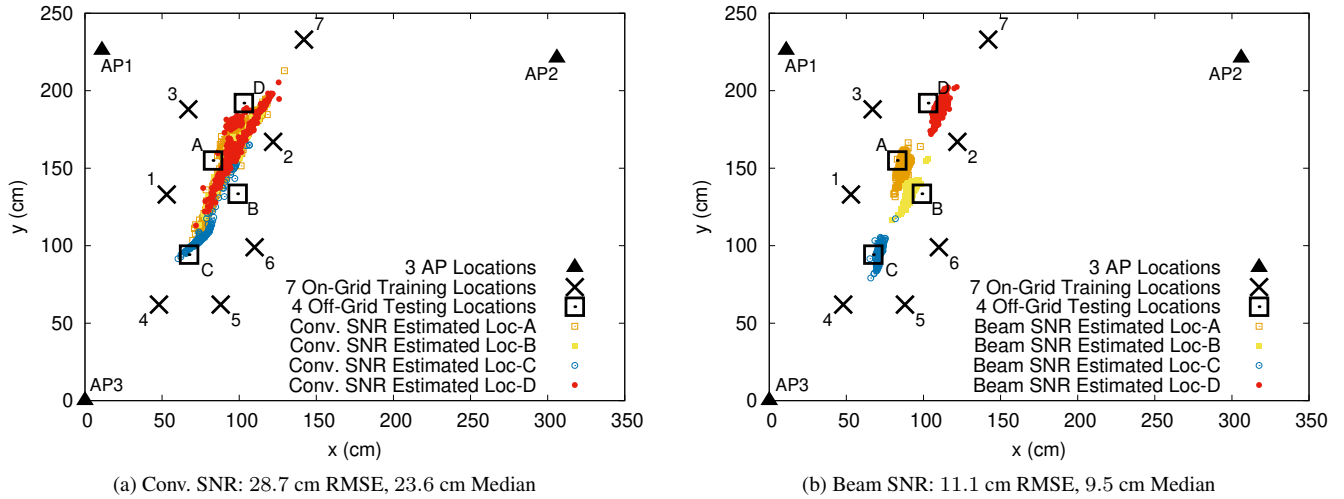 250
200
150
100
50
0
0 50 100 150 200 250 300 350
y (cm)
x (cm)
AP1
AP2
AP3
7
3
D
2
A
1
B
6
C
4
5
3 AP Locations
7 On-Grid Training Locations
4 Off-Grid Testing Locations
Conv. SNR Estimated Loc-A
Conv. SNR Estimated Loc-B
Conv. SNR Estimated Loc-C
Conv. SNR Estimated Loc-D
(a) Conv. SNR: 28.7 cm RMSE, 23.6 cm Median
250
200
150
100
50
0
0 50 100 150 200 250 300 350
y (cm)
x (cm)
AP1
AP2
AP3
7
3
D
2
A
1
B
6
C
4
5
3 AP Locations
7 On-Grid Training Locations
4 Off-Grid Testing Locations
Beam SNR Estimated Loc-A
Beam SNR Estimated Loc-B
Beam SNR Estimated Loc-C
Beam SNR Estimated Loc-D
(b) Beam SNR: 11.1 cm RMSE, 9.5 cm Median